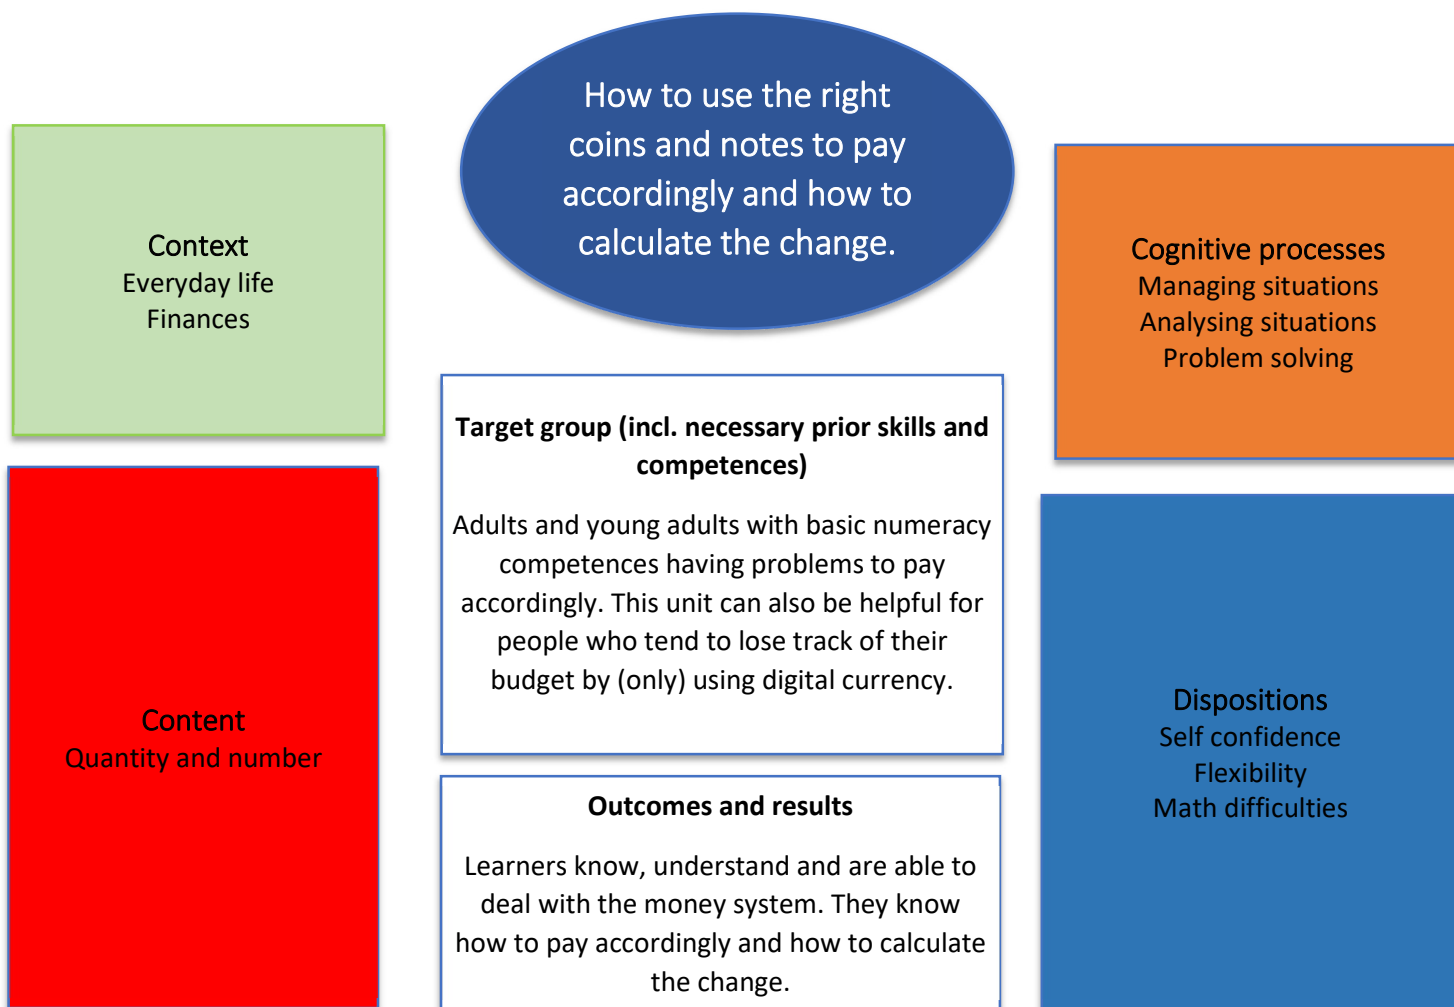 How to use the right
coins and notes to pay
accordingly and how to
calculate the change.
Context
Everyday life
Finances
Cognitive processes
Managing situations
Analysing situations
Problem solving
Target group (incl. necessary prior skills and
competences)
Adults and young adults with basic numeracy
competences having problems to pay
accordingly. This unit can also be helpful for
people who tend to lose track of their
budget by (only) using digital currency.
Content
Quantity and number
Dispositions
Self confidence
Flexibility
Math difficulties
Outcomes and results
Learners know, understand and are able to
deal with the money system. They know
how to pay accordingly and how to calculate
the change.